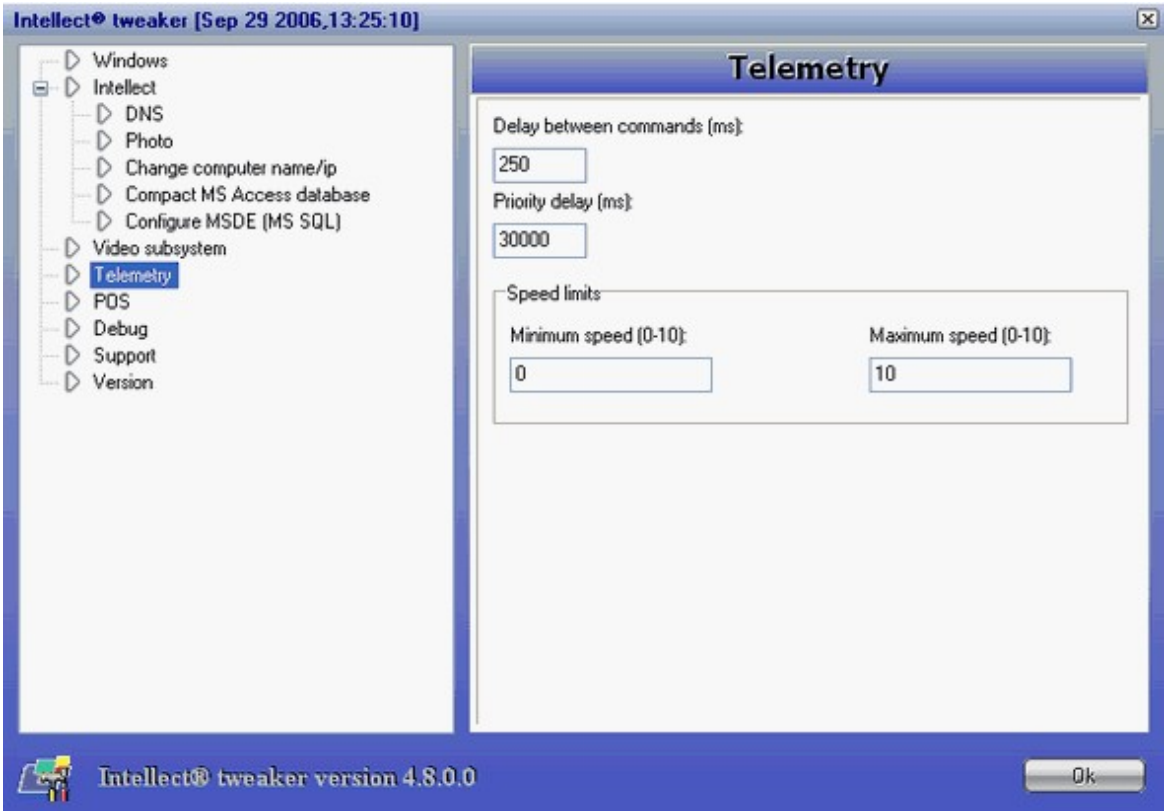 Intellect® tweaker [Sep 29 2006,13:25:10]
Windows
Intellect
DNS
Photo
Change computer name/ip
Compact MS Access database
Configure MSDE (MS SQL)
Video subsystem
Telemetry
POS
Debug
Support
Version
Telemetry
Delay between commands (ms):
250
Priority delay (ms):
30000
Speed limits
Minimum speed (0-10): Maximum speed (0-10):
0 10
Intellect® tweaker version 4.8.0.0
Ok